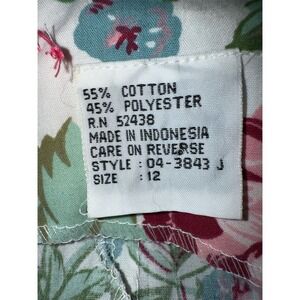 55% COTTON
45% POLYESTER
R.N 52438
MADE IN INDONESIA
CARE ON REVERSE
STYLE : 04-3843 J
SIZE : 12